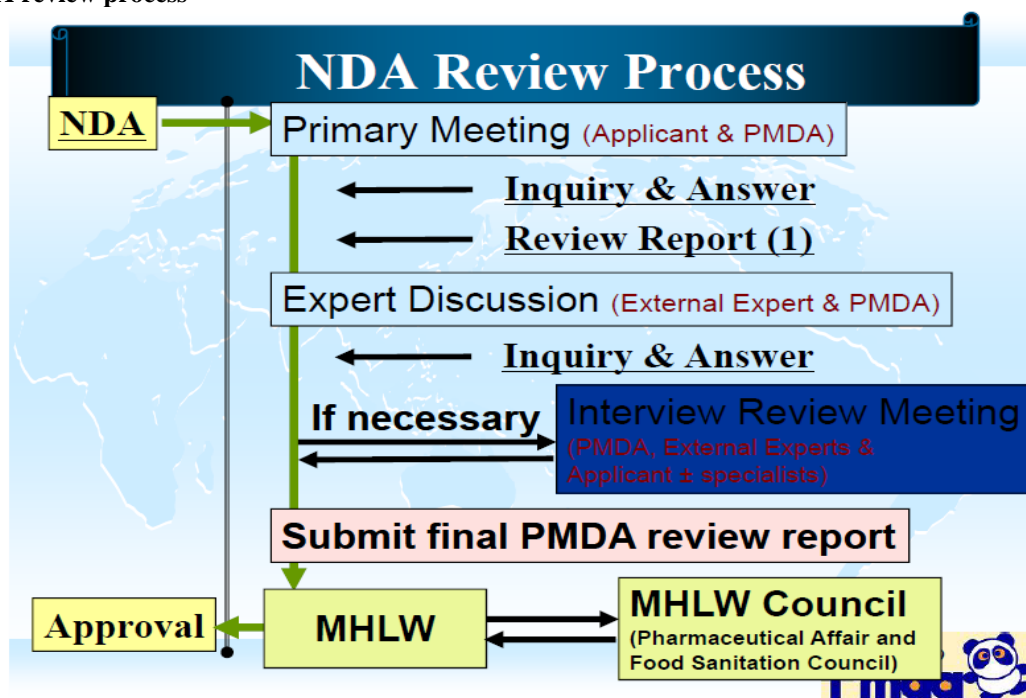 NDA Review Process
NDA
Primary Meeting (Applicant & PMDA)
Inquiry & Answer
Review Report (1)
Expert Discussion (External Expert & PMDA)
Inquiry & Answer
If necessary
Interview Review Meeting
(PMDA, External Experts &
Applicant ± specialists)
Submit final PMDA review report
Approval
MHLW
MHLW Council
(Pharmaceutical Affair and
Food Sanitation Council)